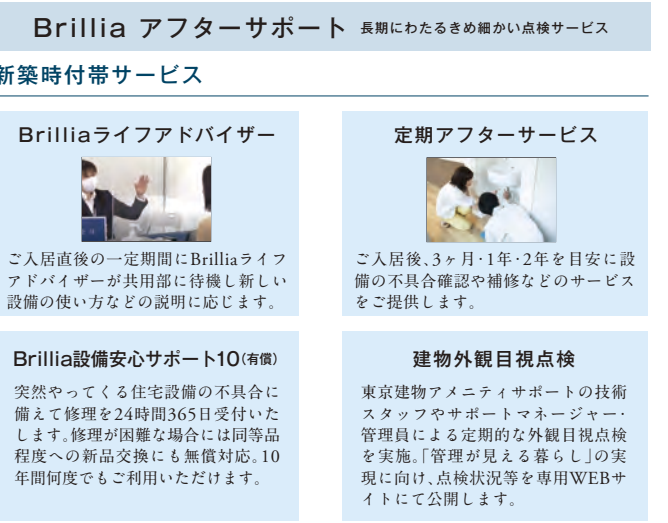 Brillia アフターサポート 長期にわたるきめ細かい点検サービス
新築時付帯サービス
Brilliaライフアドバイザー
ご入居直後の一定期間にBrilliaライフ
アドバイザーが共用部に待機し新しい
設備の使い方などの説明に応じます。
定期アフターサービス
ご入居後、3ヶ月・1年・2年を目安に設
備の不具合確認や補修などのサービス
をご提供します。
Brillia設備安心サポート10(有償)
突然やってくる住宅設備の不具合に
備えて修理を24時間365日受付いた
します。修理が困難な場合には同等品
程度への新品交換にも無償対応。10
年間何度でもご利用いただけます。
建物外観目視点検
東京建物アメニティサポートの技術
スタッフやサポートマネージャー・
管理員による定期的な外観目視点検
を実施。「管理が見える暮らし」の実
現に向け、点検状況等を専用WEBサ
イトにて公開します。